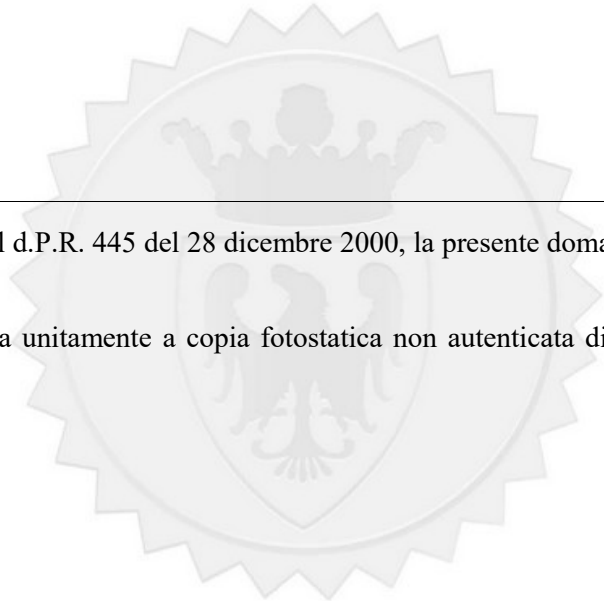 l d.P.R. 445 del 28 dicembre 2000, la presente doma
a unitamente a copia fotostatica non autenticata di